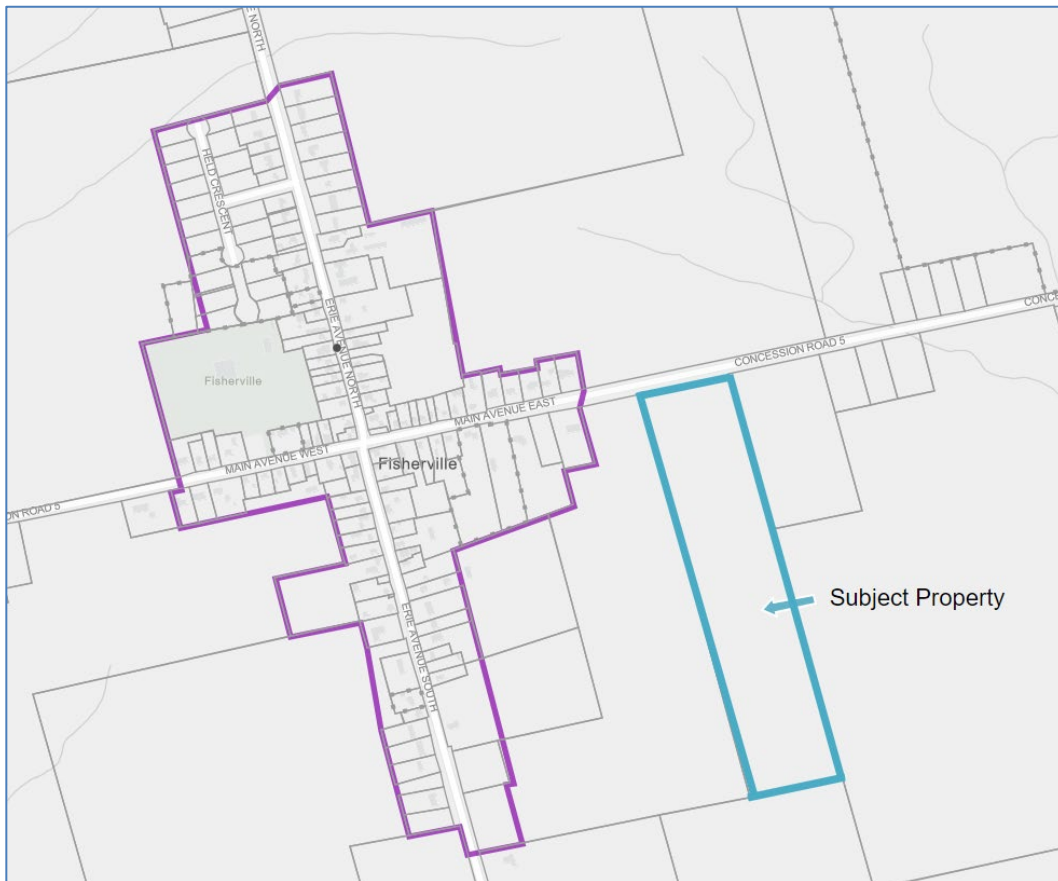 E NORTH
HELD CRESCENT
ERIE AVENUE NORTH
CONCESSION ROAD 5
CONCE
Fisherville
MAIN AVENUE EAST
MAIN AVENUE WEST
Fisherville
ON ROAD 5
Subject Property
ERIE AVENUE SOUTH